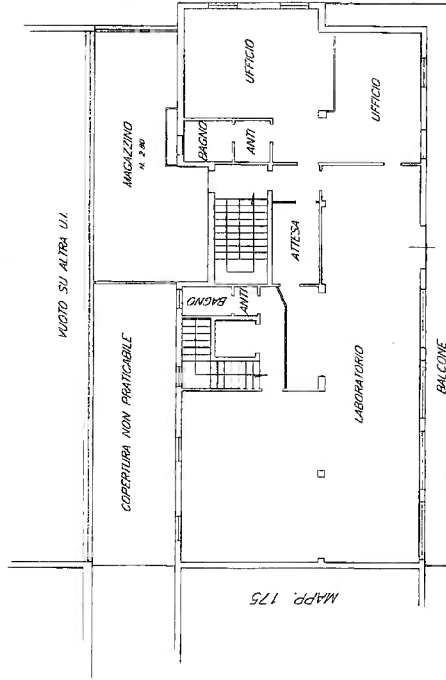 VUOTO SU ALTRA U.I.
MAGAZZINO
H. 2.80
COPERTURA NON PRATICABILE
UFFICIO
BAGNO
ANTI
UFFICIO
ATTESA
BAGNO
ANTI
LABORATORIO
BALCONE
MAPP. 175